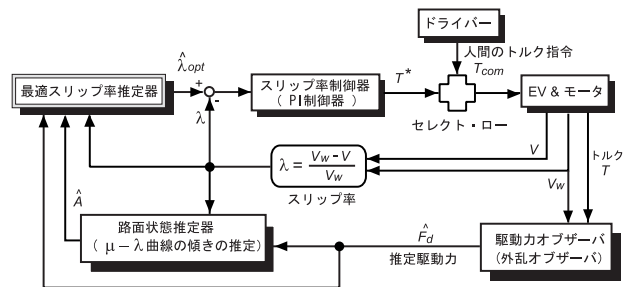 ドライバー
人間のトルク指令
T com
λ̂ opt
+
-
最適スリップ率推定器
スリップ率制御器
( PI制御器 )
T*
セレクト・ロー
EV & モータ
λ
λ = (Vw - V) / Vw
スリップ率
V
Vw
トルク
T
Â
路面状態推定器
( μ－λ 曲線の傾きの推定)
F̂d
推定駆動力
駆動力オブザーバ
(外乱オブザーバ)